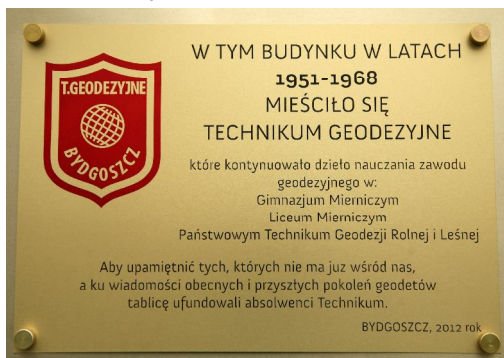 T.GEODEZYJNE
BYDGOSZCZ
W TYM BUDYNKU W LATACH
1951-1968
MIEŚCIŁO SIĘ
TECHNIKUM GEODEZYJNE
które kontynuowało dzieło nauczania zawodu
geodezyjnego w:
Gimnazjum Mierniczym
Liceum Mierniczym
Państwowym Technikum Geodezji Rolnej i Leśnej
Aby upamiętnić tych, których nie ma juz wśród nas,
a ku wiadomości obecnych i przyszłych pokoleń geodetów
tablicę ufundowali absolwenci Technikum.
BYDGOSZCZ, 2012 rok